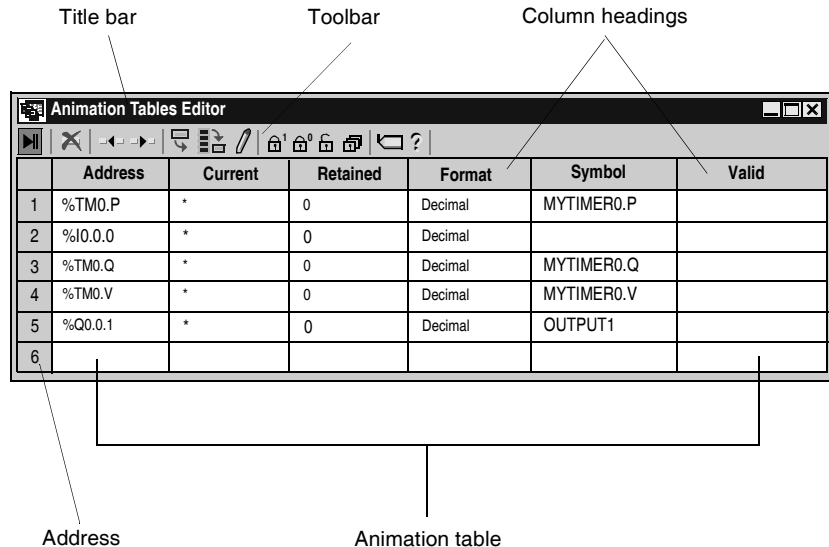 Title bar Toolbar Column headings
Animation Tables Editor
Address Current Retained Format Symbol Valid
1 %TM0.P * 0 Decimal MYTIMER0.P
2 %I0.0.0 * 0 Decimal
3 %TM0.Q * 0 Decimal MYTIMER0.Q
4 %TM0.V * 0 Decimal MYTIMER0.V
5 %Q0.0.1 * 0 Decimal OUTPUT1
6
Address Animation table